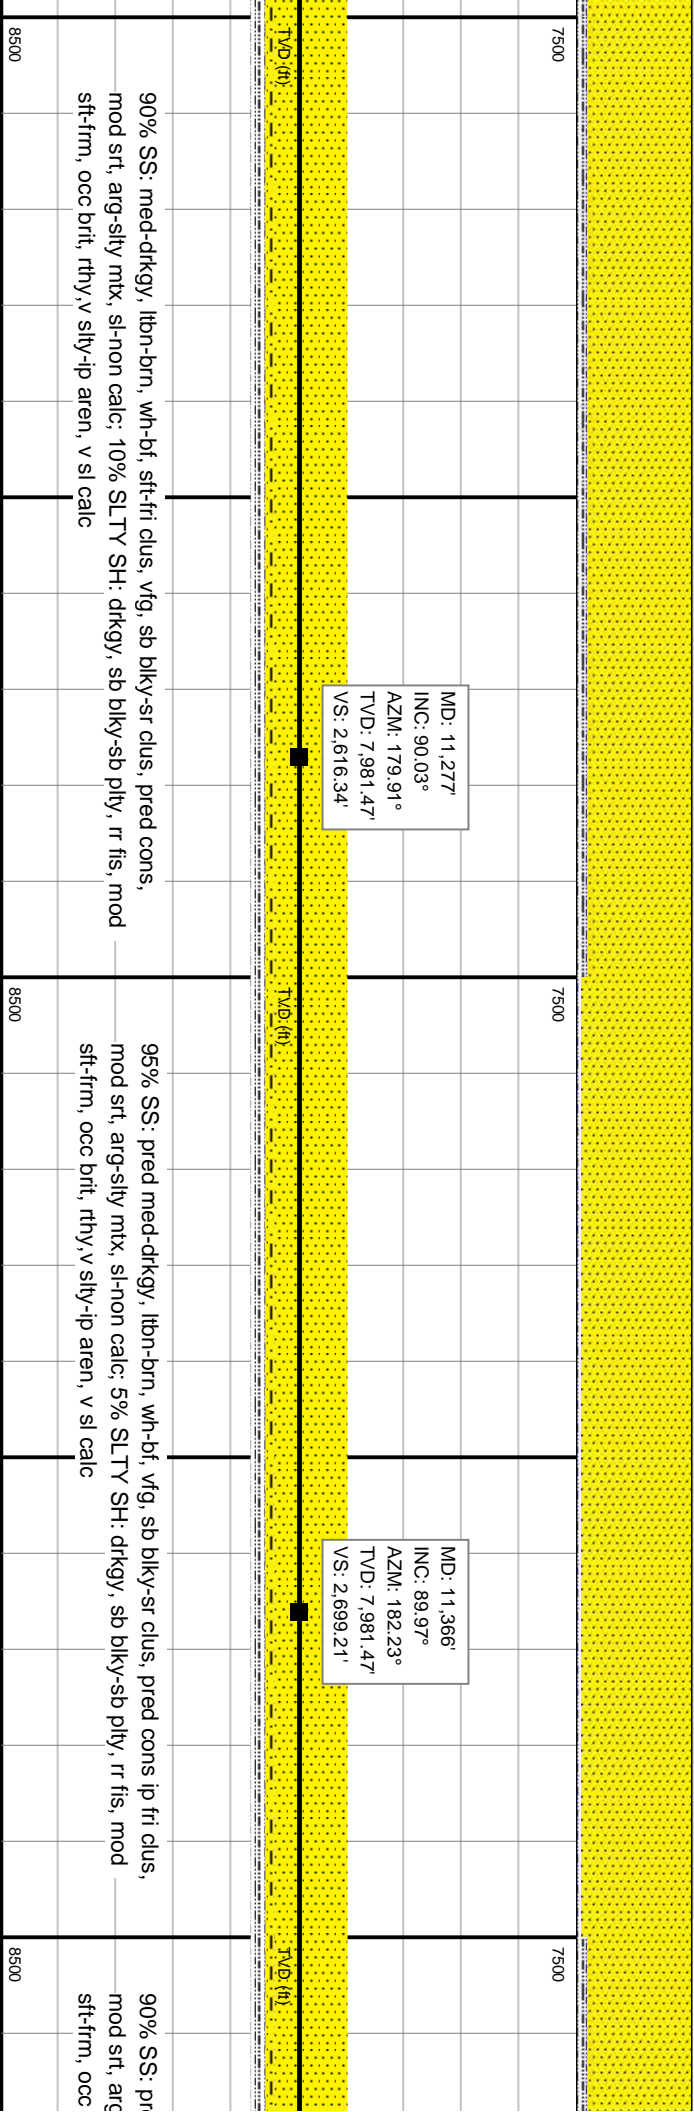 7500
TVD (ft)
8500
90% SS: med-drkgy, ltbn-brn, wh-bf, sft-fri clus, vfg, sb blky-sr clus, pred cons,
mod srt, arg-slty mtx, sl-non calc; 10% SLTY SH: drkgy, sb blky-sb plty, rr fis, mod
sft-frm, occ brit, rthy,v slty-ip aren, v sl calc
MD: 11,277'
INC: 90.03°
AZM: 179.91°
TVD: 7,981.47'
VS: 2,616.34'
7500
TVD (ft)
8500
95% SS: pred med-drkgy, ltbn-brn, wh-bf, vfg, sb blky-sr clus, pred cons ip fri clus,
mod srt, arg-slty mtx, sl-non calc; 5% SLTY SH: drkgy, sb blky-sb plty, rr fis, mod
sft-frm, occ brit, rthy,v slty-ip aren, v sl calc
MD: 11,366'
INC: 89.97°
AZM: 182.23°
TVD: 7,981.47'
VS: 2,699.21'
7500
TVD (ft)
8500
90% SS: pr
mod srt, arg
sft-frm, occ